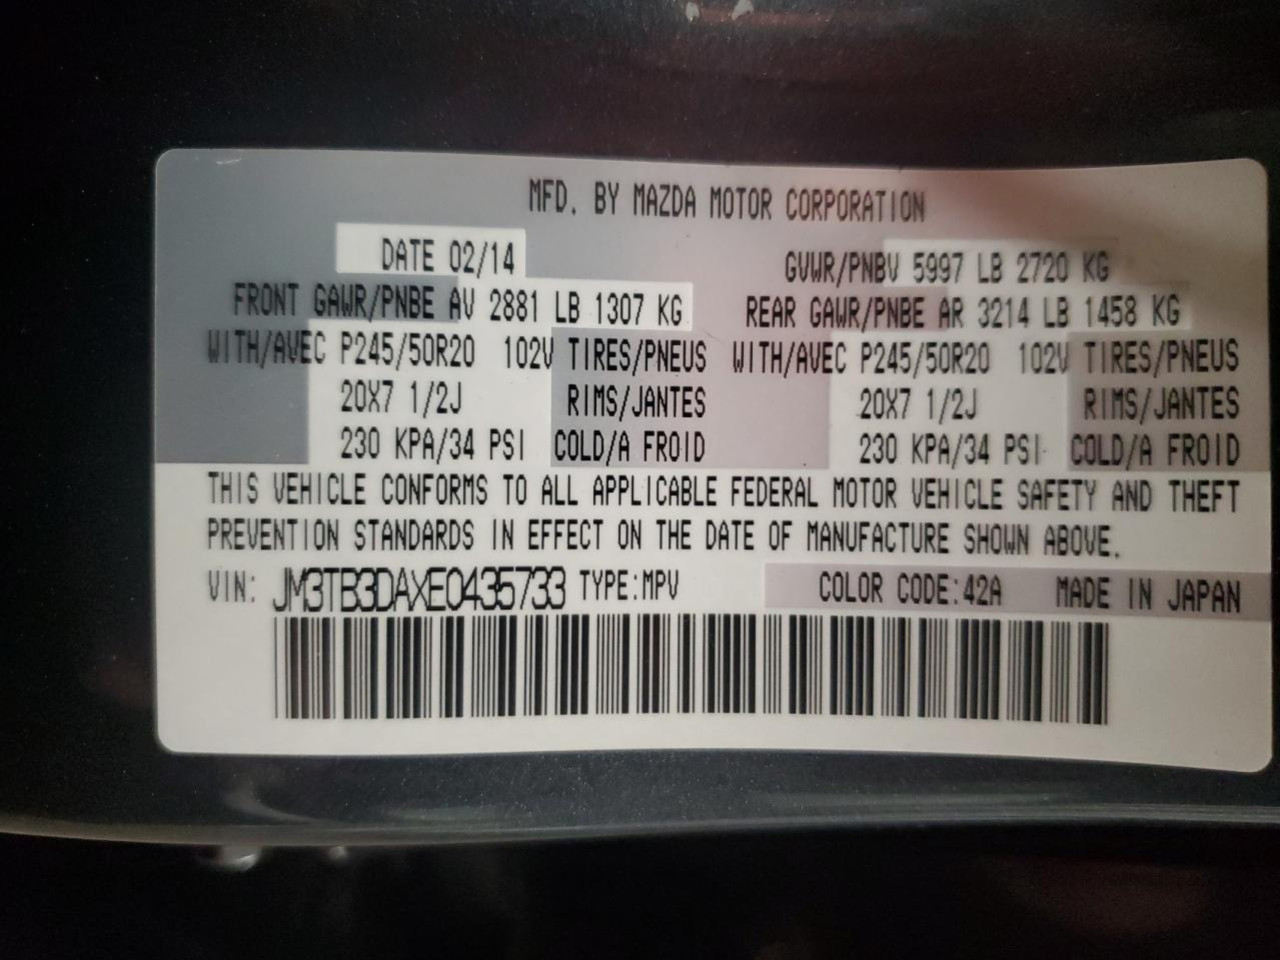 MFD. BY MAZDA MOTOR CORPORATION
DATE 02/14 GVWR/PNBV 5997 LB 2720 KG
FRONT GAWR/PNBE AV 2881 LB 1307 KG REAR GAWR/PNBE AR 3214 LB 1458 KG
WITH/AVEC P245/50R20 102V TIRES/PNEUS WITH/AVEC P245/50R20 102V TIRES/PNEUS
20X7 1/2J RIMS/JANTES 20X7 1/2J RIMS/JANTES
230 KPA/34 PSI COLD/A FROID 230 KPA/34 PSI COLD/A FROID
THIS VEHICLE CONFORMS TO ALL APPLICABLE FEDERAL MOTOR VEHICLE SAFETY AND THEFT
PREVENTION STANDARDS IN EFFECT ON THE DATE OF MANUFACTURE SHOWN ABOVE.
VIN: JM3TB3DAXE0435733 TYPE:MPV COLOR CODE:42A MADE IN JAPAN